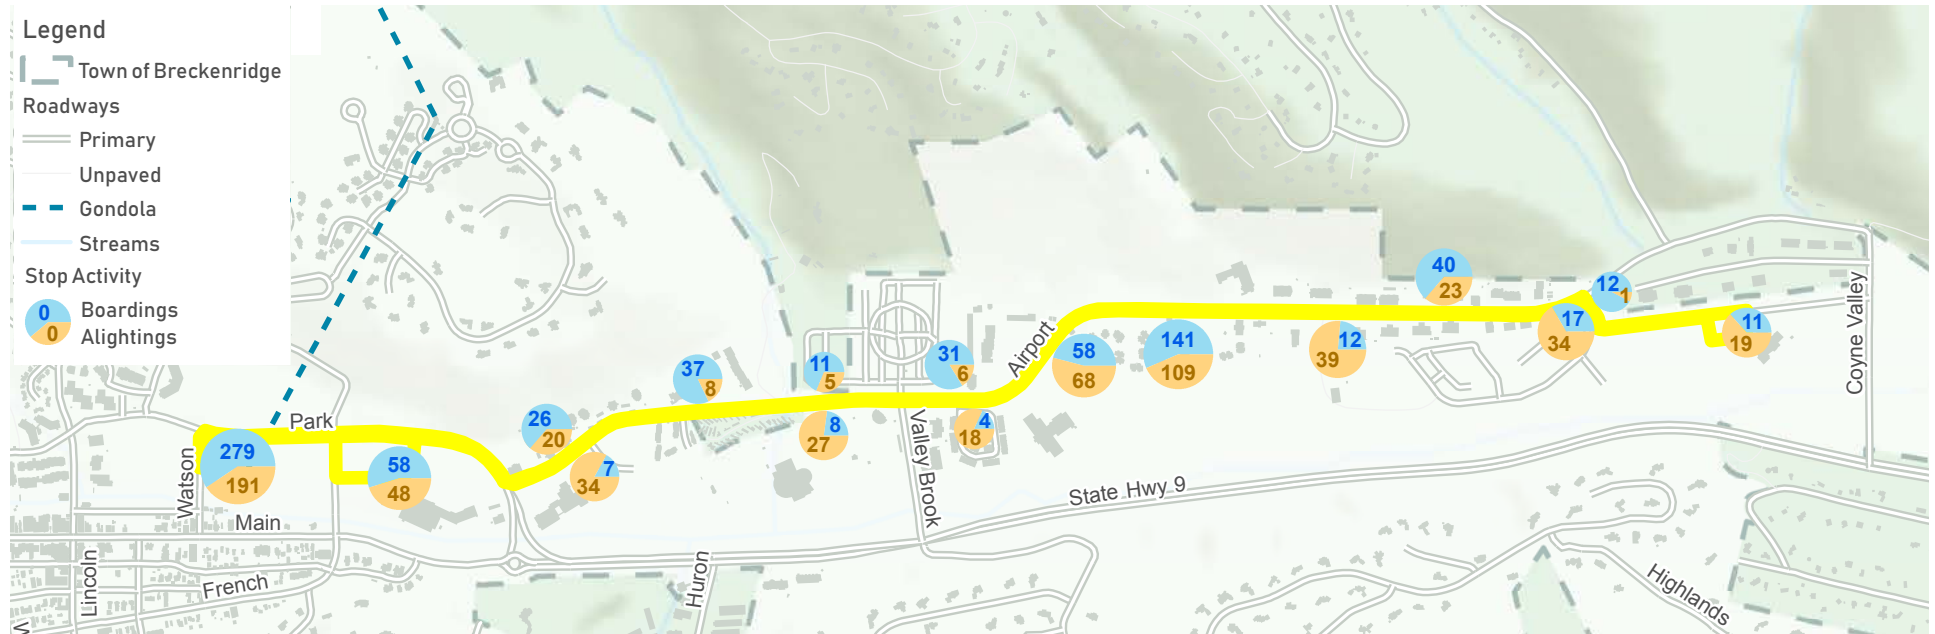 Legend
Town of Breckenridge
Roadways
Primary
Unpaved
Gondola
Streams
Stop Activity
0
0
Boardings
Alightings
279
191
58
48
26
20
7
34
37
8
11
5
8
27
31
6
4
18
58
68
141
109
12
39
40
23
12
1
17
34
11
19
Park
Watson
Main
Lincoln
French
Huron
Valley Brook
Airport
State Hwy 9
Coyne Valley
Highlands
W